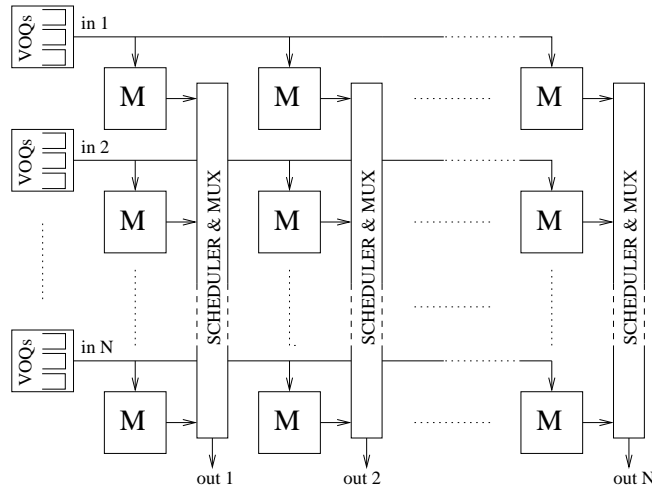 VOQs
in 1
M
M
M
VOQs
in 2
M
M
M
SCHEDULER & MUX
SCHEDULER & MUX
SCHEDULER & MUX
VOQs
in N
M
M
M
out 1
out 2
out N